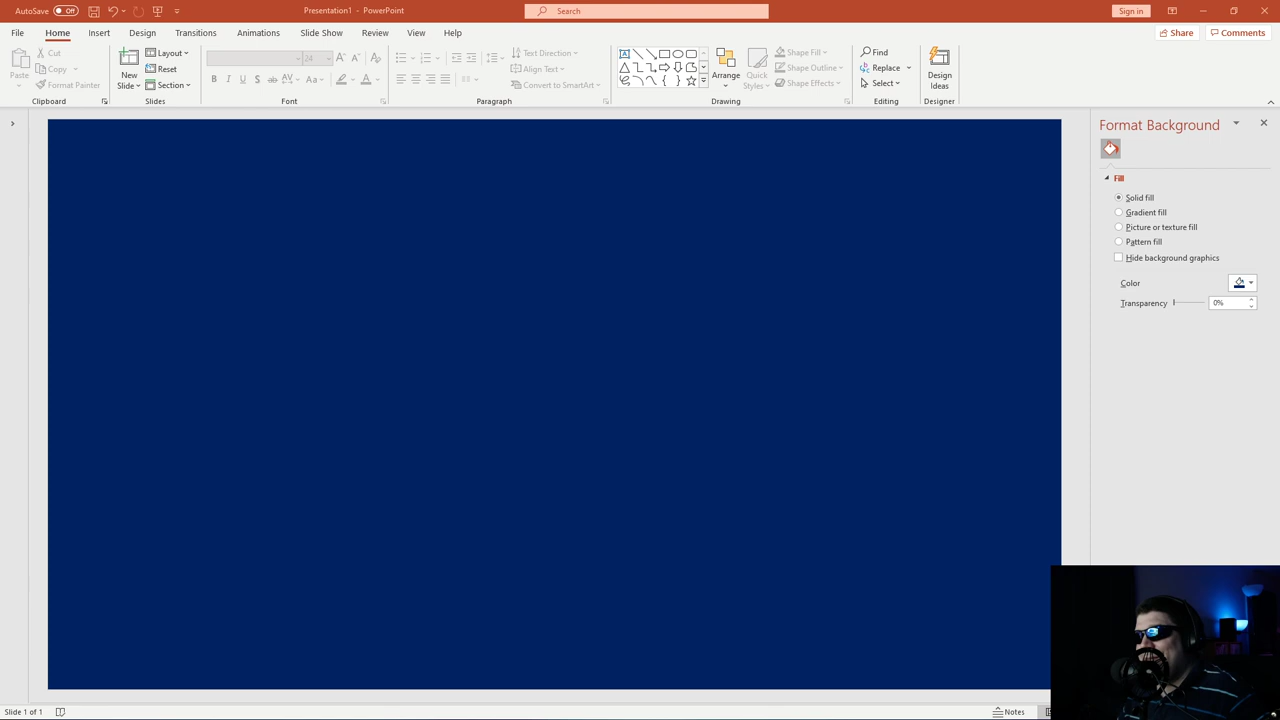 AutoSave Off Presentation1 - PowerPoint Search Sign in
File Home Insert Design Transitions Animations Slide Show Review View Help Share Comments
Paste Cut Copy Format Painter
Clipboard
New Slide Layout Reset Section
Slides
24 B I U S ab AV Aa A
Font
Text Direction Align Text Convert to SmartArt
Paragraph
Arrange Quick Styles Shape Fill Shape Outline Shape Effects
Drawing
Find Replace Select
Editing
Design Ideas
Designer
Format Background
Fill
Solid fill
Gradient fill
Picture or texture fill
Pattern fill
Hide background graphics
Color
Transparency 0%
Slide 1 of 1 Notes